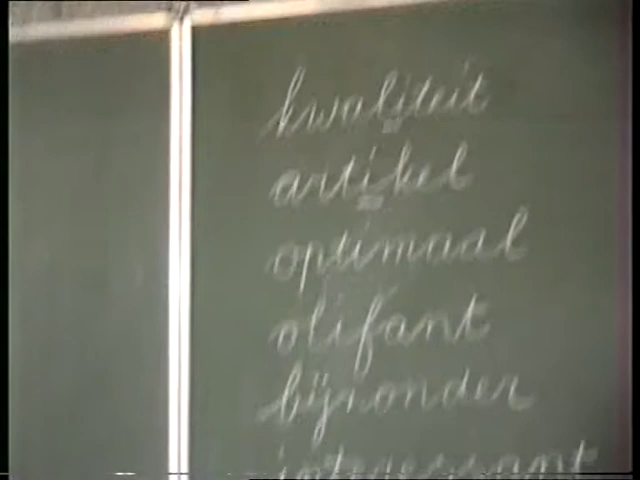 kwaliteit
artikel
optimaal
olifant
bijzonder
interessant